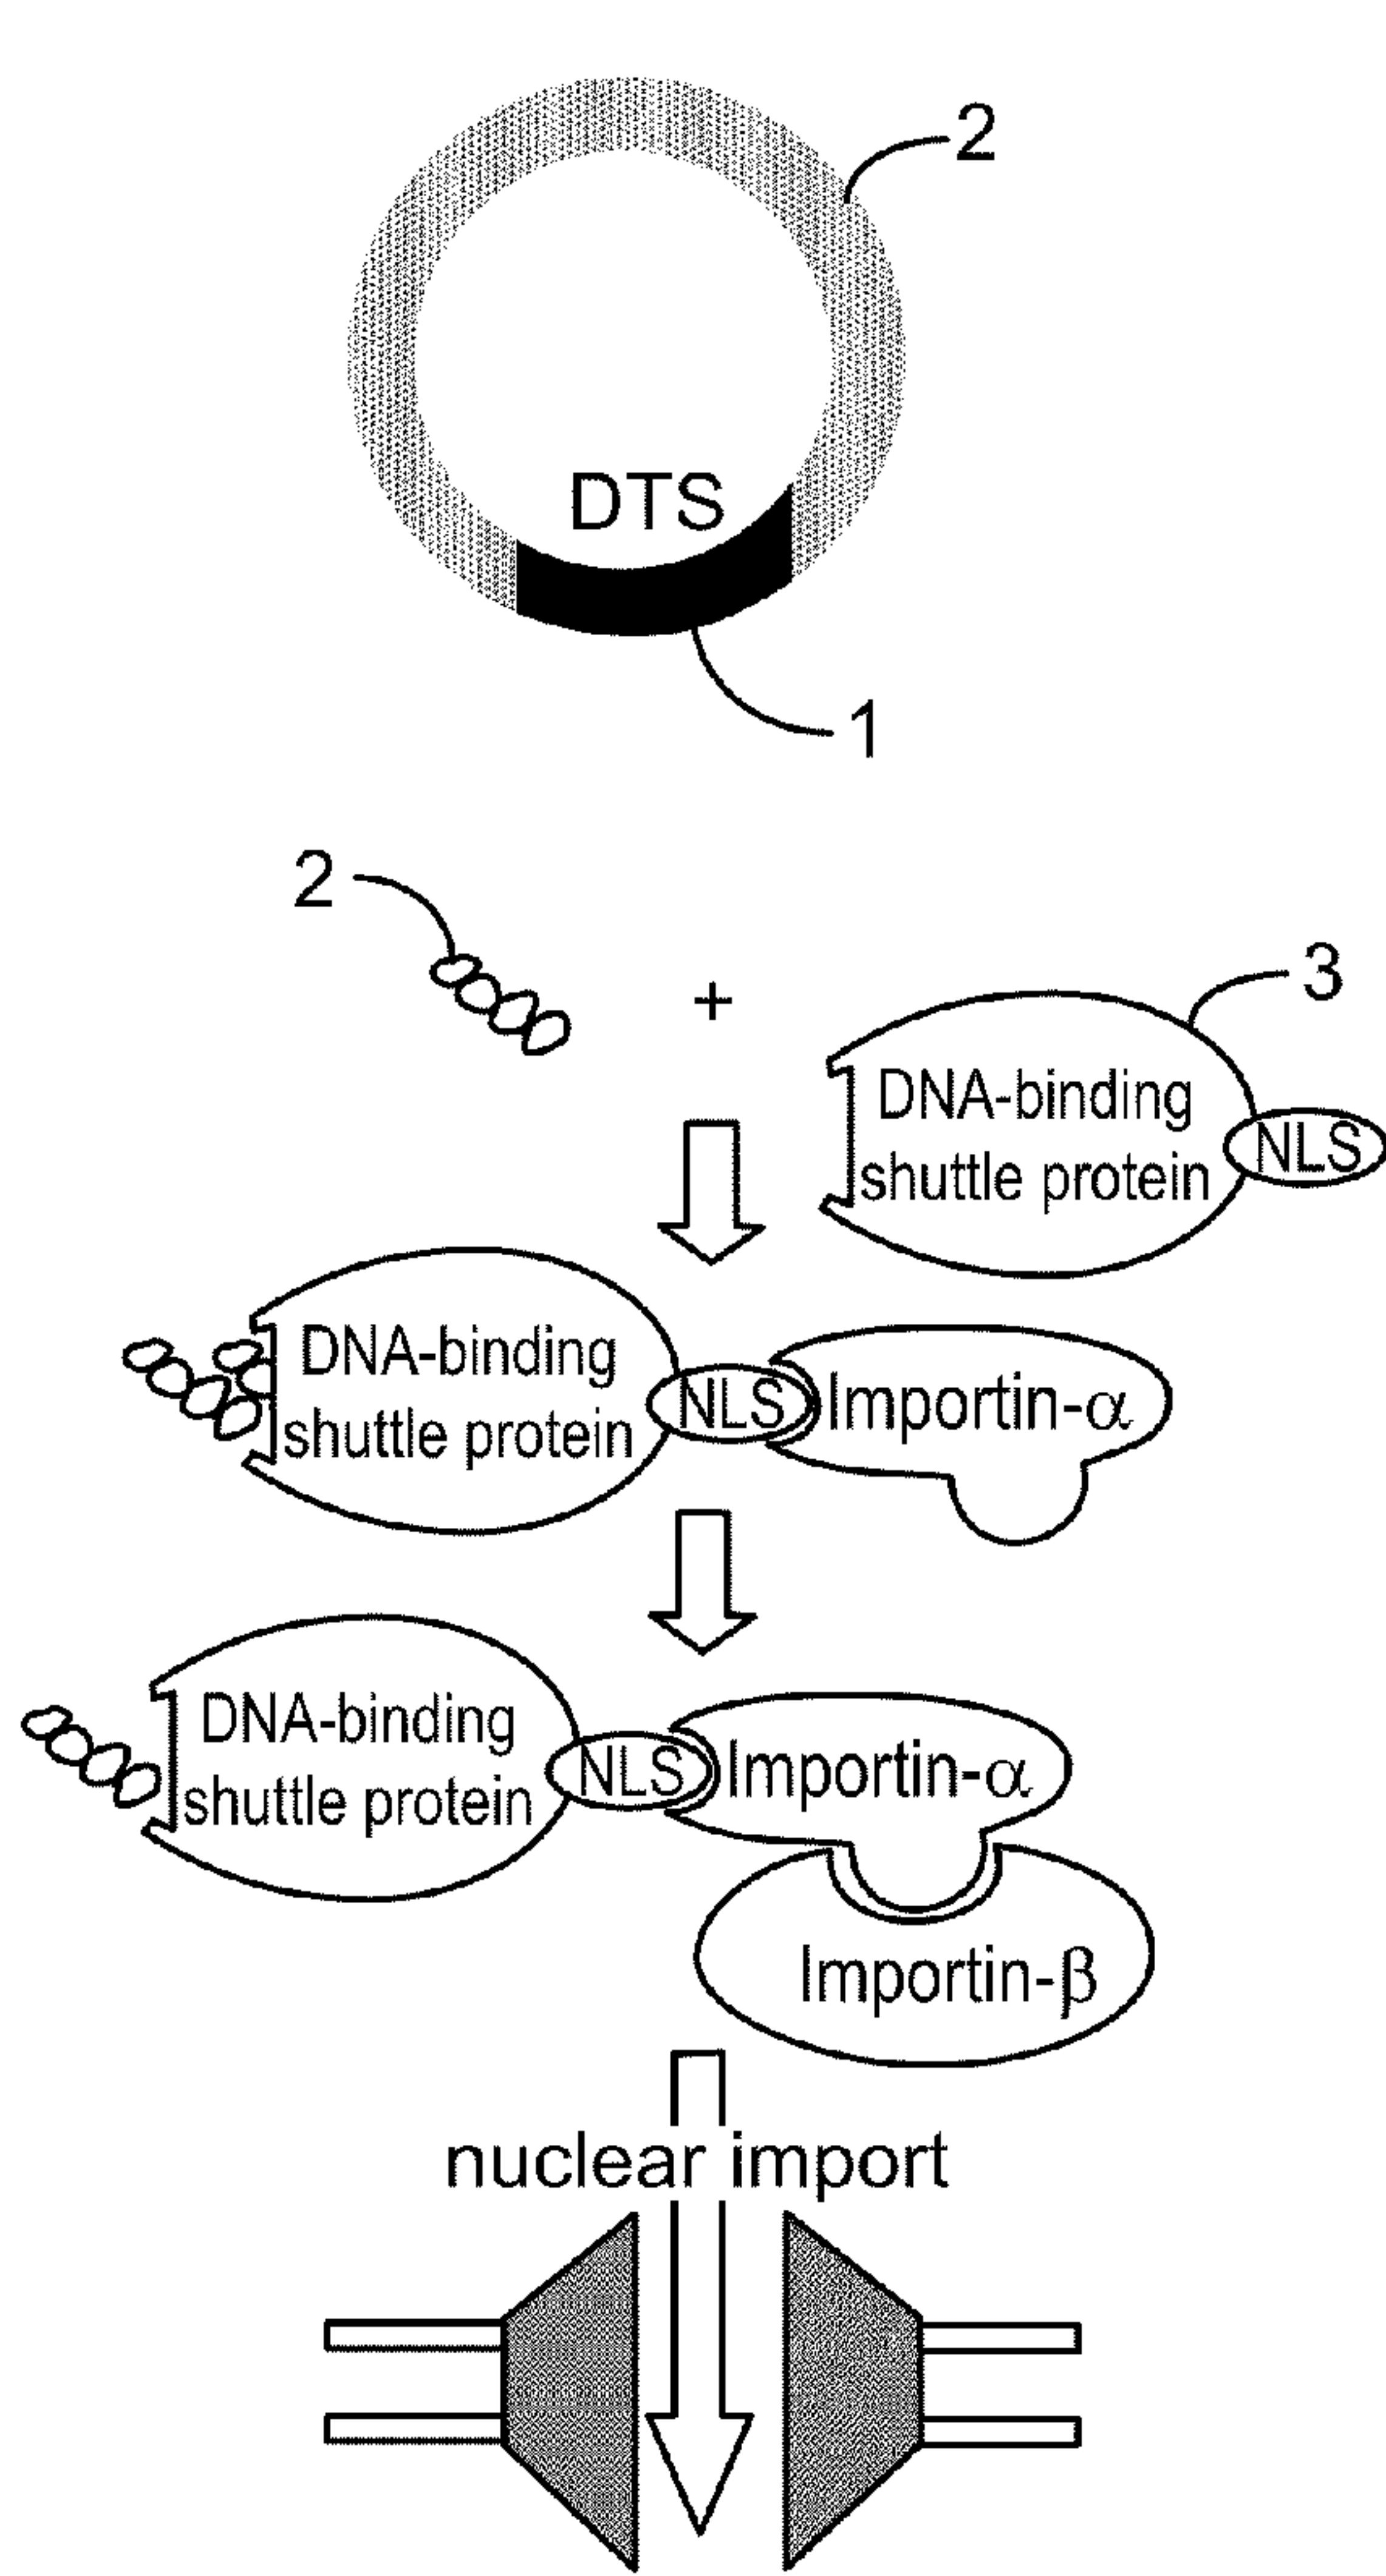 2
DTS
1
2
+
3
DNA-binding
shuttle protein
NLS
DNA-binding
shuttle protein
NLS
Importin-α
DNA-binding
shuttle protein
NLS
Importin-α
Importin-β
nuclear import